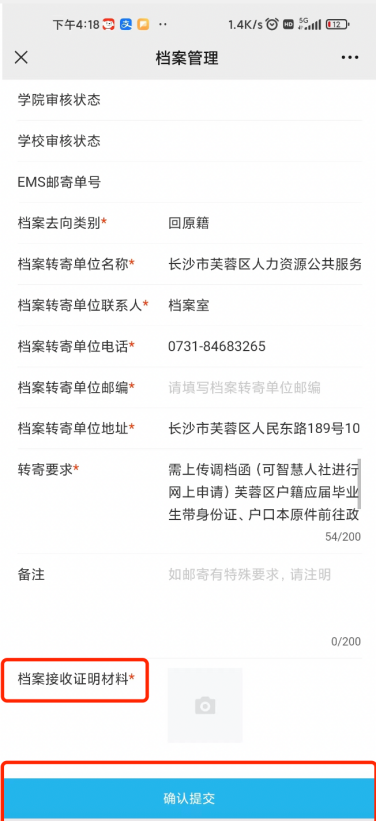 下午4:18
1.4K/s HD 5G 12
档案管理
学院审核状态
学校审核状态
EMS邮寄单号
档案去向类别* 回原籍
档案转寄单位名称* 长沙市芙蓉区人力资源公共服务
档案转寄单位联系人* 档案室
档案转寄单位电话* 0731-84683265
档案转寄单位邮编* 请填写档案转寄单位邮编
档案转寄单位地址* 长沙市芙蓉区人民东路189号10
转寄要求* 需上传调档函（可智慧人社进行
网上申请）芙蓉区户籍应届毕业
生带身份证、户口本原件前往政
54/200
备注 如邮寄有特殊要求，请注明
0/200
档案接收证明材料*
确认提交